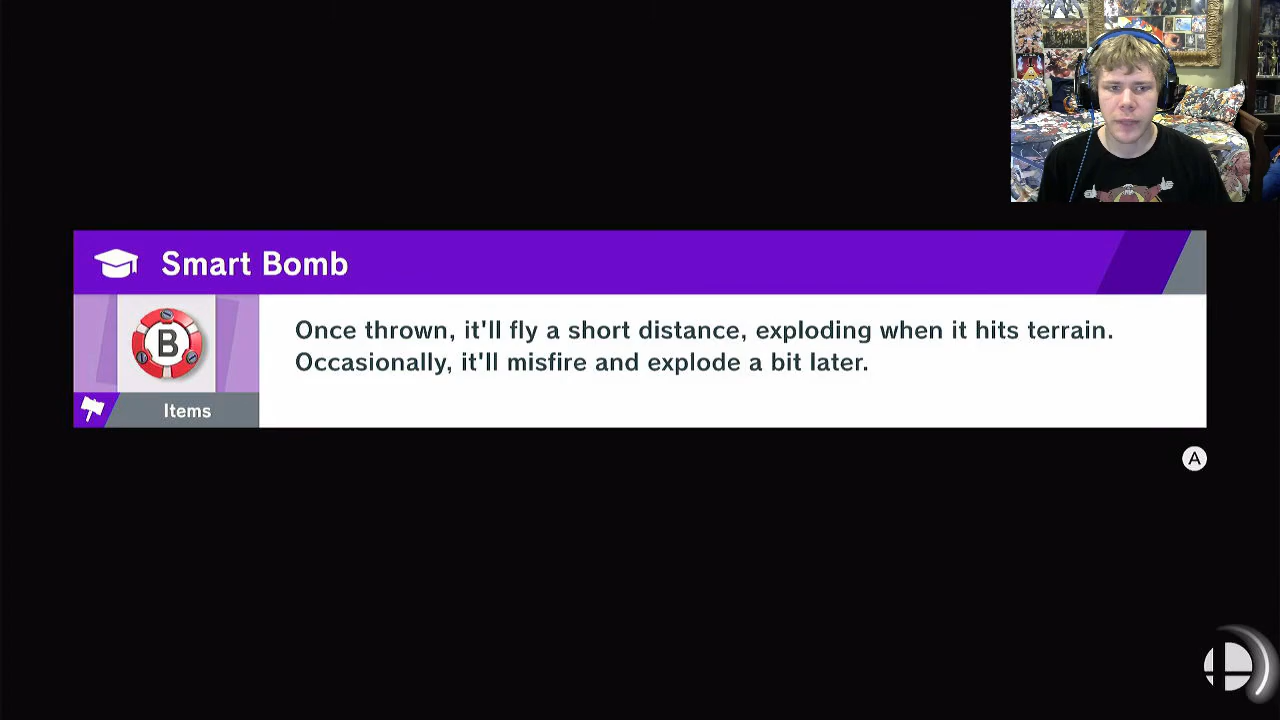 Smart Bomb
B
Once thrown, it'll fly a short distance, exploding when it hits terrain.
Occasionally, it'll misfire and explode a bit later.
Items
A